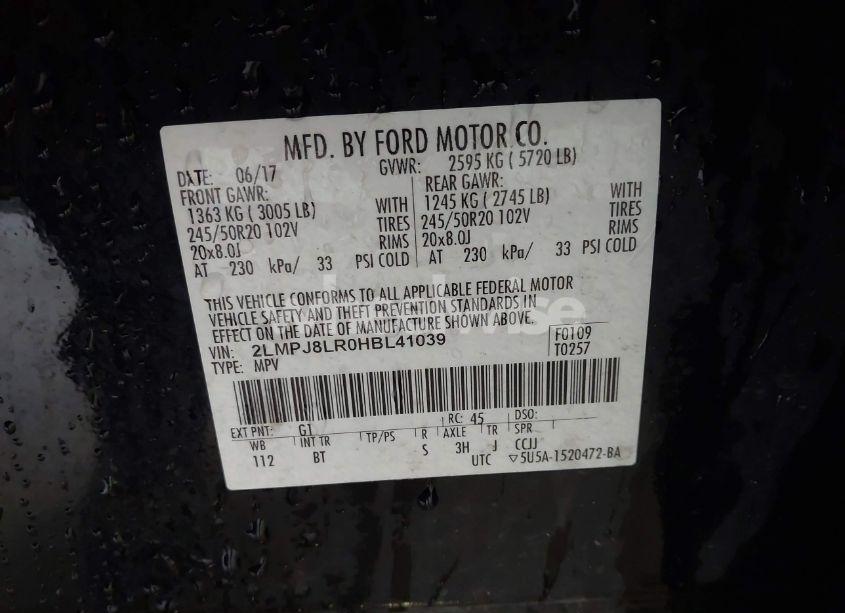 MFD. BY FORD MOTOR CO.
DATE: 06/17 GVWR: 2595 KG ( 5720 LB)
FRONT GAWR: REAR GAWR:
1363 KG ( 3005 LB) WITH 1245 KG ( 2745 LB) WITH
245/50R20 102V TIRES 245/50R20 102V TIRES
20x8.0J RIMS 20x8.0J RIMS
AT 230 kPa/ 33 PSI COLD AT 230 kPa/ 33 PSI COLD
THIS VEHICLE CONFORMS TO ALL APPLICABLE FEDERAL MOTOR
VEHICLE SAFETY AND THEFT PREVENTION STANDARDS IN
EFFECT ON THE DATE OF MANUFACTURE SHOWN ABOVE.
VIN: 2LMPJ8LR0HBL41039 F0109
TYPE: MPV T0257
EXT PNT: G1 RC: 45 DSO:
WB INT TR TP/PS R AXLE TR SPR
112 BT S 3H J CCJJ
UTC ▽5U5A-1520472-BA